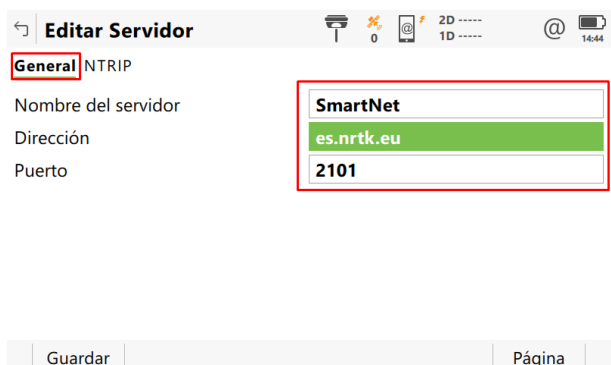 Editar Servidor
0
@
2D -----
1D -----
@
14:44
General NTRIP
Nombre del servidor SmartNet
Dirección es.nrtk.eu
Puerto 2101
Guardar Página